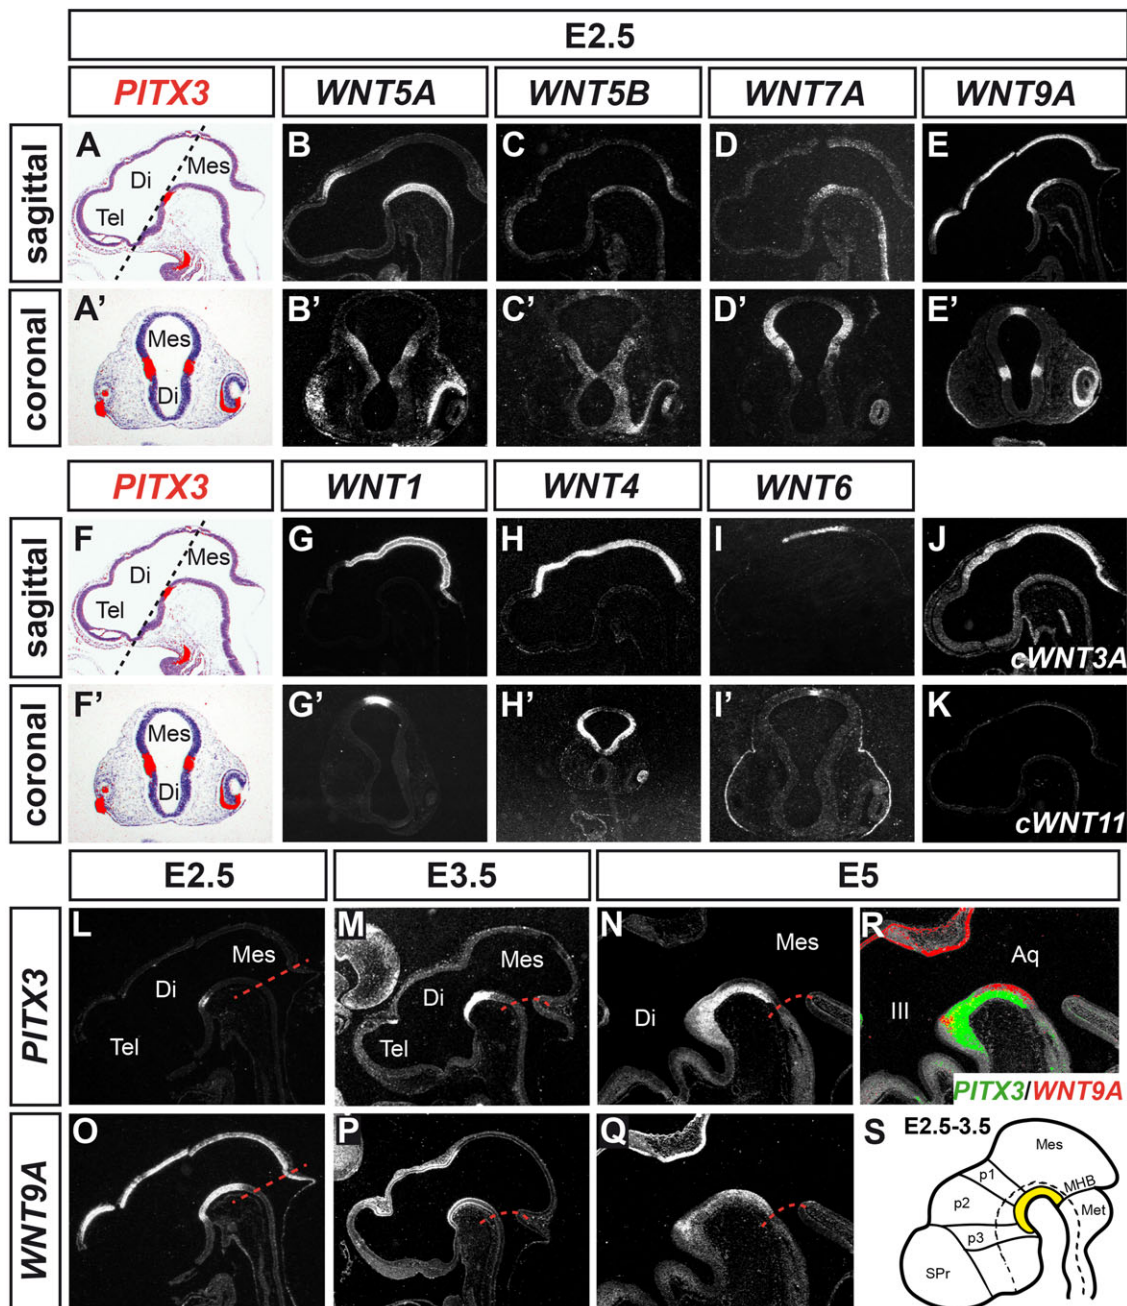 E2.5
PITX3 WNT5A WNT5B WNT7A WNT9A
sagittal
A Di Mes Tel B C D E
coronal
A' Mes Di B' C' D' E'
PITX3 WNT1 WNT4 WNT6
sagittal
F Di Mes Tel G H I J cWNT3A
coronal
F' Mes Di G' H' I' K cWNT11
E2.5 E3.5 E5
PITX3
L Mes Di Tel M Mes Di Tel N Mes Di R Aq III PITX3/WNT9A
WNT9A
O P Q S E2.5-3.5
Mes
p1 MHB
p2 Met
p3
SPr